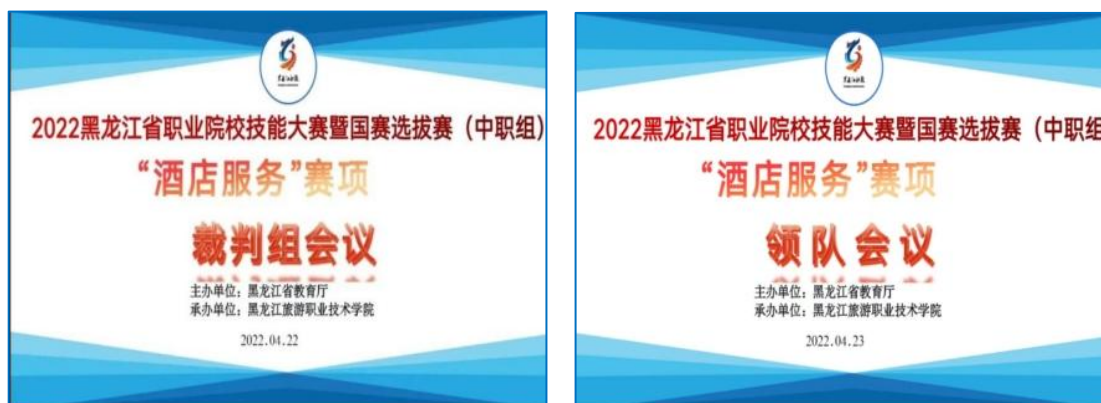 2022黑龙江省职业院校技能大赛暨国赛选拔赛（中职组）
“酒店服务”赛项
裁判组会议
主办单位：黑龙江省教育厅
承办单位：黑龙江旅游职业技术学院
2022.04.22
2022黑龙江省职业院校技能大赛暨国赛选拔赛（中职组
“酒店服务”赛项
领队会议
主办单位：黑龙江省教育厅
承办单位：黑龙江旅游职业技术学院
2022.04.23